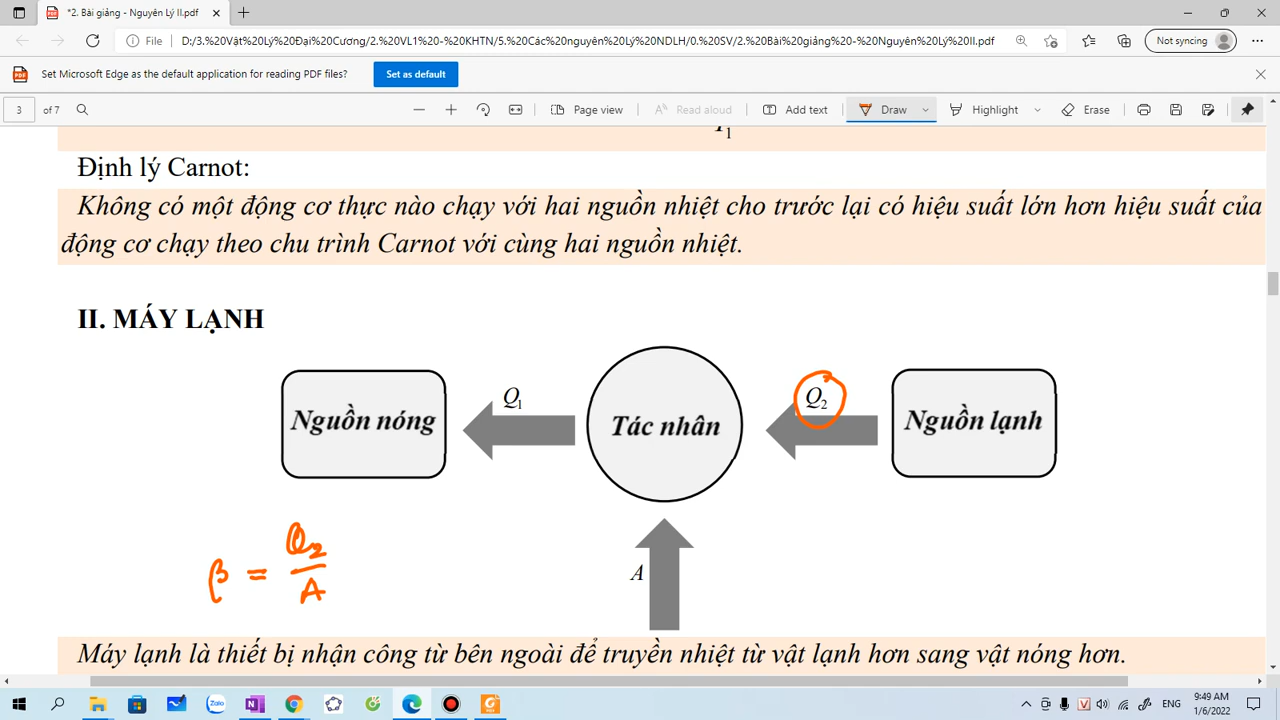 *2. Bài giảng - Nguyên Lý II.pdf
File
D:/3.%20Vật%20Lý%20Đại%20Cương/2.%20VL1%20-%20KHTN/5.%20Các%20nguyên%20Lý%20NDLH/0.%20SV/2.%20Bài%20giảng%20-%20Nguyên%20Lý%20II.pdf
Not syncing
Set Microsoft Edge as the default application for reading PDF files?
Set as default
3 of 7
Page view
Read aloud
Add text
Draw
Highlight
Erase
1
Định lý Carnot:
Không có một động cơ thực nào chạy với hai nguồn nhiệt cho trước lại có hiệu suất lớn hơn hiệu suất của
động cơ chạy theo chu trình Carnot với cùng hai nguồn nhiệt.
II. MÁY LẠNH
Q₁
Q₂
Nguồn nóng
Tác nhân
Nguồn lạnh
β = Q₂/A
A
Máy lạnh là thiết bị nhận công từ bên ngoài để truyền nhiệt từ vật lạnh hơn sang vật nóng hơn.
Zalo
ENG
9:49 AM
1/6/2022